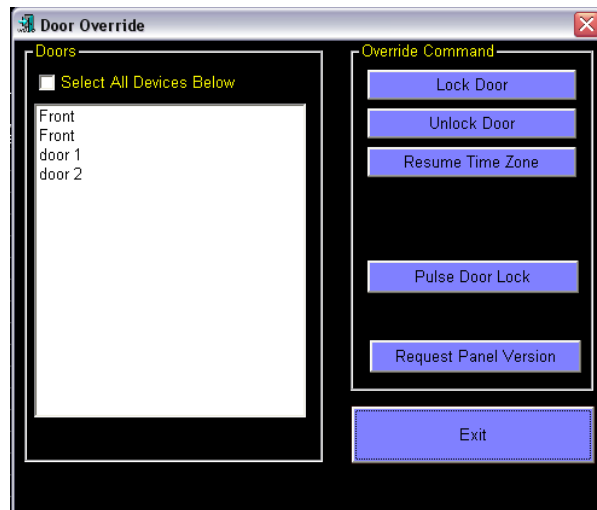 Door Override
Doors
Select All Devices Below
Front
Front
door 1
door 2
Override Command
Lock Door
Unlock Door
Resume Time Zone
Pulse Door Lock
Request Panel Version
Exit